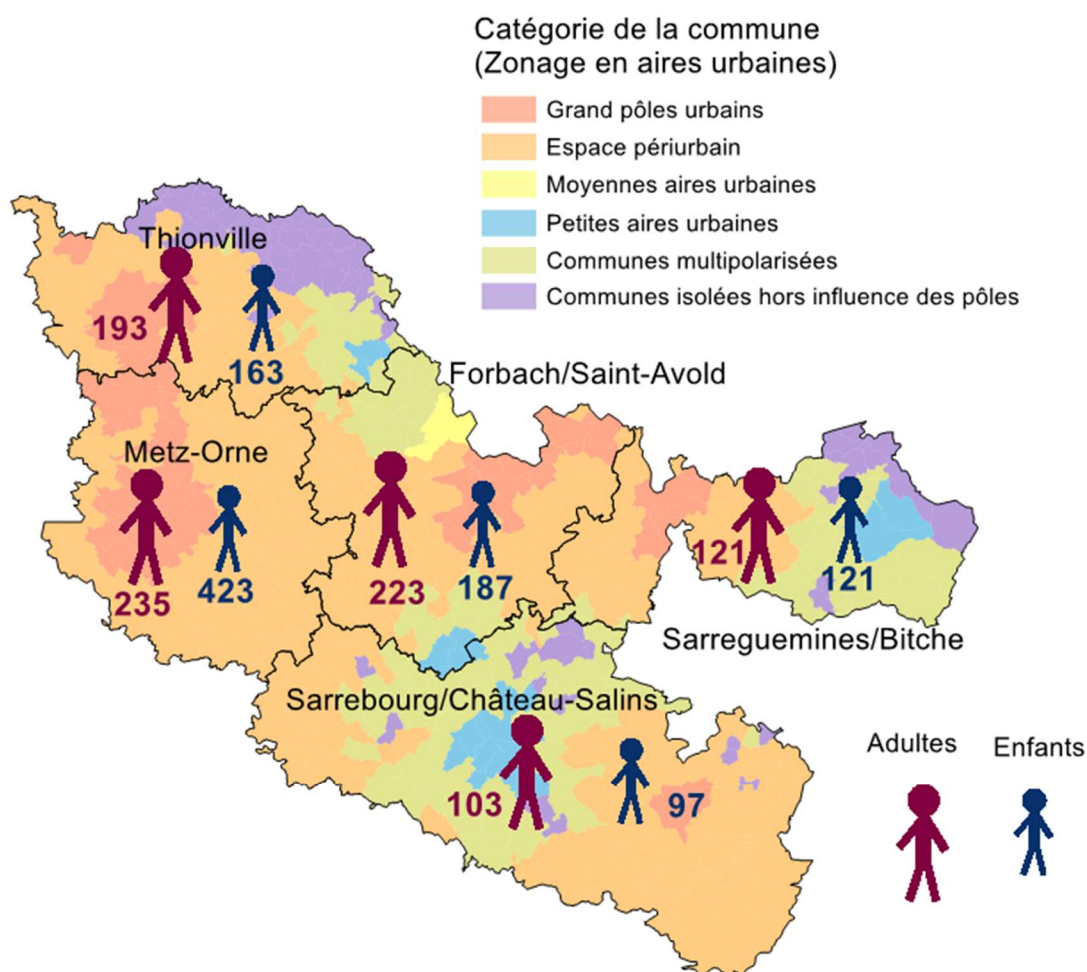 Catégorie de la commune
(Zonage en aires urbaines)
Grand pôles urbains
Espace périurbain
Moyennes aires urbaines
Petites aires urbaines
Communes multipolarisées
Communes isolées hors influence des pôles
Thionville
193
163
Forbach/Saint-Avold
Metz-Orne
235
423
223
187
121
121
Sarreguemines/Bitche
Sarrebourg/Château-Salins
103
97
Adultes
Enfants